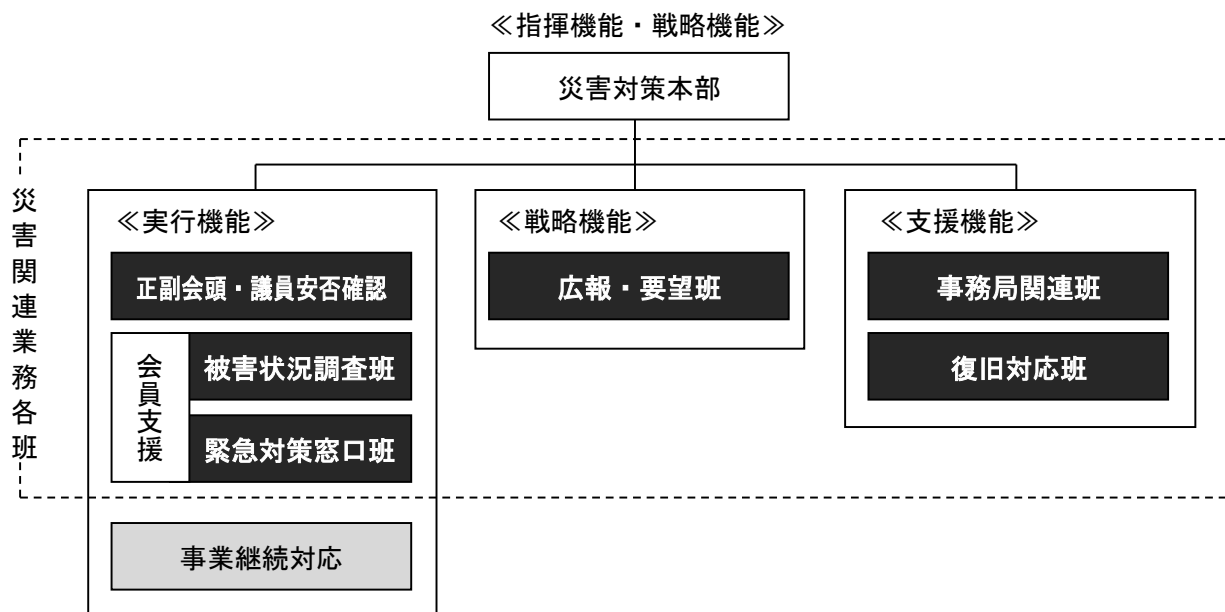 ≪指揮機能・戦略機能≫
災害対策本部
災害関連業務各班
≪実行機能≫
正副会頭・議員安否確認
会員支援
被害状況調査班
緊急対策窓口班
事業継続対応
≪戦略機能≫
広報・要望班
≪支援機能≫
事務局関連班
復旧対応班